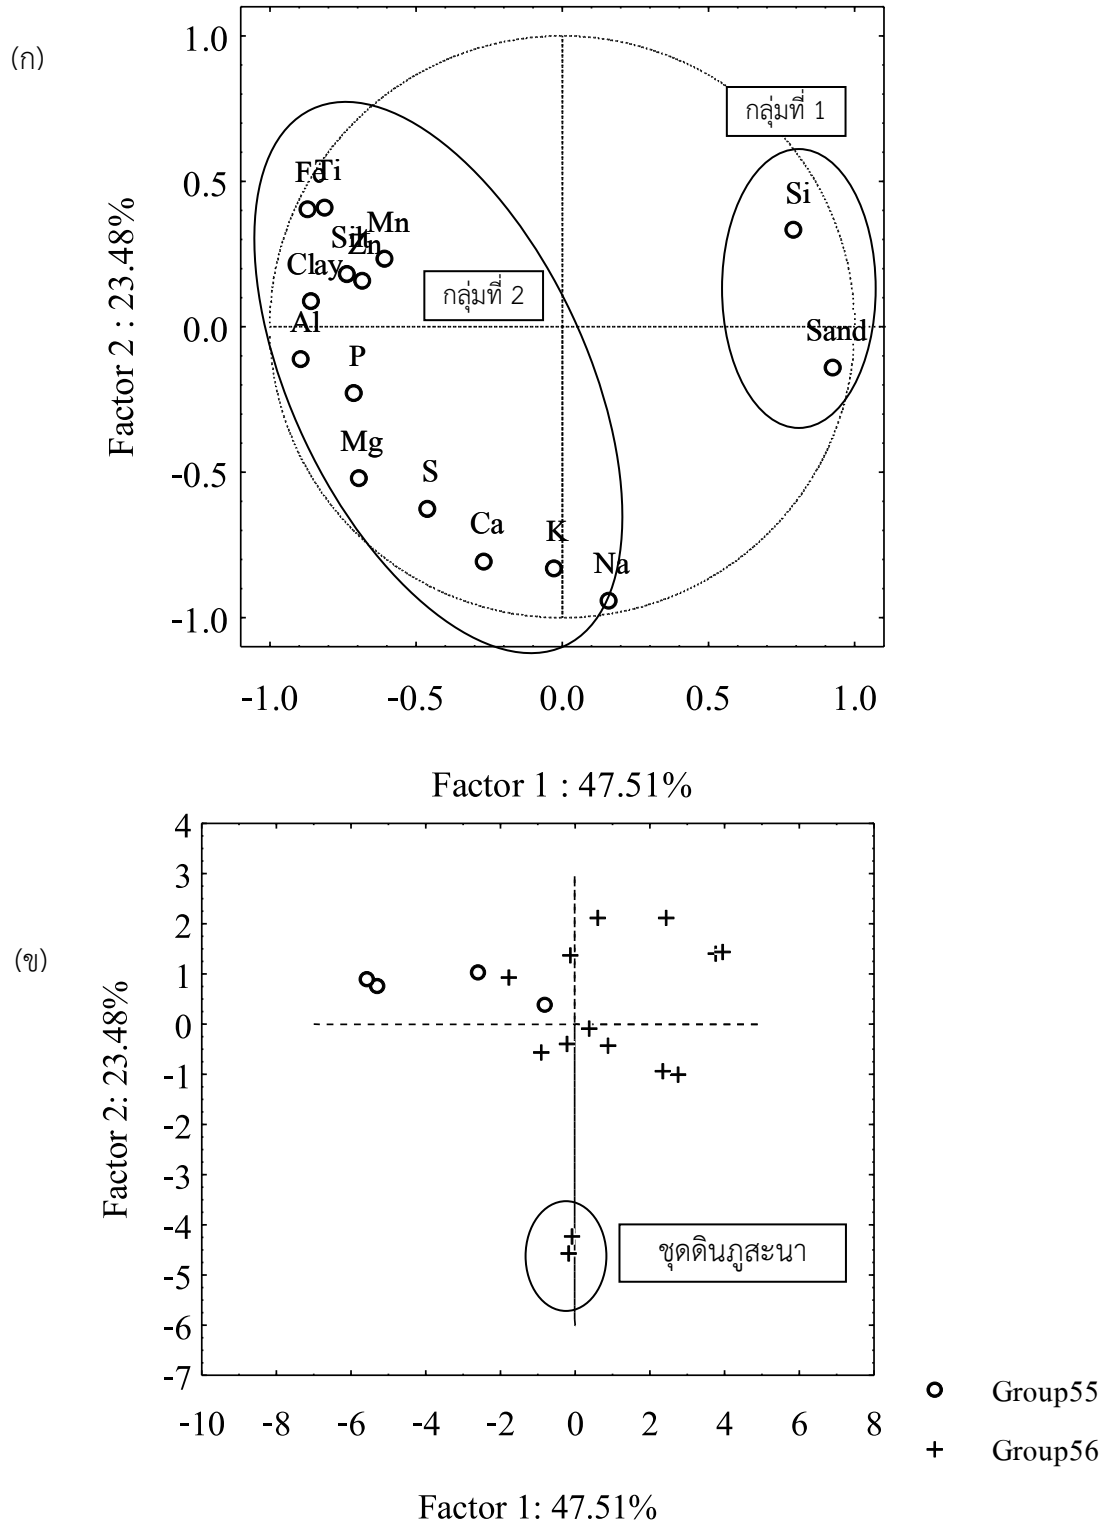 (ก)
1.0
0.5
0.0
-0.5
-1.0
Factor 2 : 23.48%
กลุ่มที่ 1
Si
Sand
Fe
Ti
Mn
Silt
Zn
Clay
กลุ่มที่ 2
Al
P
Mg
S
Ca
K
Na
-1.0 -0.5 0.0 0.5 1.0
Factor 1 : 47.51%
(ข)
4
3
2
1
0
-1
-2
-3
-4
-5
-6
-7
Factor 2: 23.48%
ชุดดินภูสะนา
-10 -8 -6 -4 -2 0 2 4 6 8
Factor 1: 47.51%
Group55
Group56